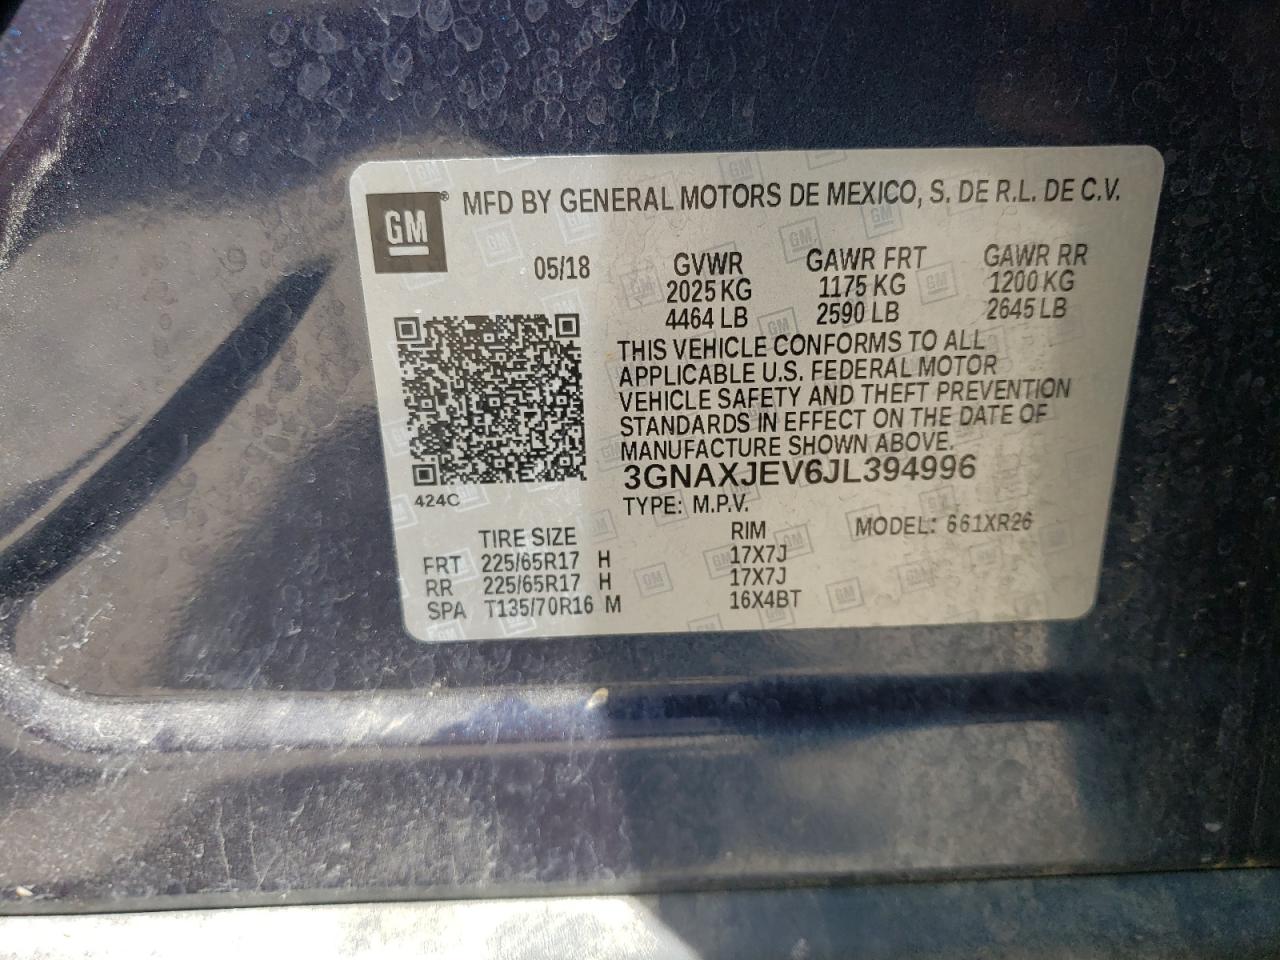 GM ® MFD BY GENERAL MOTORS DE MEXICO, S. DE R.L. DE C.V.
05/18 GVWR GAWR FRT GAWR RR
2025 KG 1175 KG 1200 KG
4464 LB 2590 LB 2645 LB
THIS VEHICLE CONFORMS TO ALL
APPLICABLE U.S. FEDERAL MOTOR
VEHICLE SAFETY AND THEFT PREVENTION
STANDARDS IN EFFECT ON THE DATE OF
MANUFACTURE SHOWN ABOVE.
3GNAXJEV6JL394996
424C
TYPE: M.P.V.
TIRE SIZE RIM MODEL: 661XR26
FRT 225/65R17 H 17X7J
RR 225/65R17 H 17X7J
SPA T135/70R16 M 16X4BT